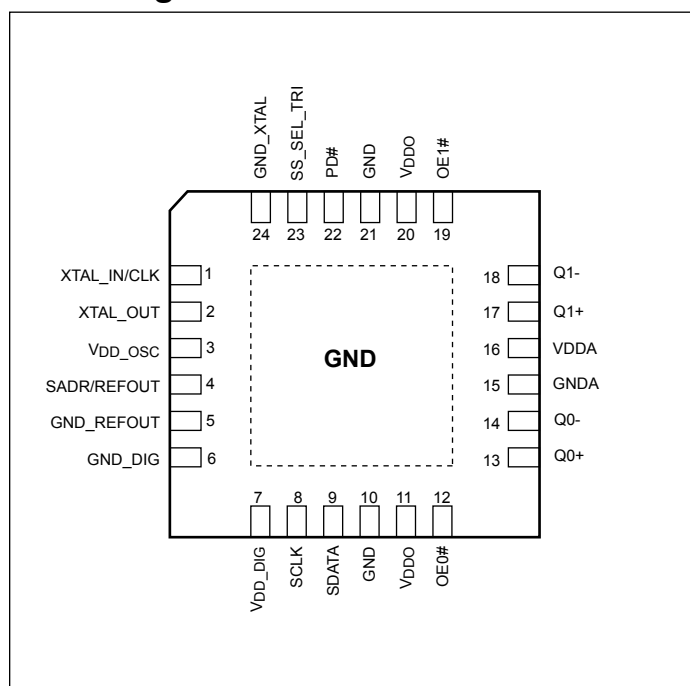 GND_XTAL
SS_SEL_TRI
PD#
GND
VDDO
OE1#
24
23
22
21
20
19
XTAL_IN/CLK 1
XTAL_OUT 2
VDD_OSC 3
SADR/REFOUT 4
GND_REFOUT 5
GND_DIG 6
GND
18 Q1-
17 Q1+
16 VDDA
15 GNDA
14 Q0-
13 Q0+
7
8
9
10
11
12
VDD_DIG
SCLK
SDATA
GND
VDDO
OE0#